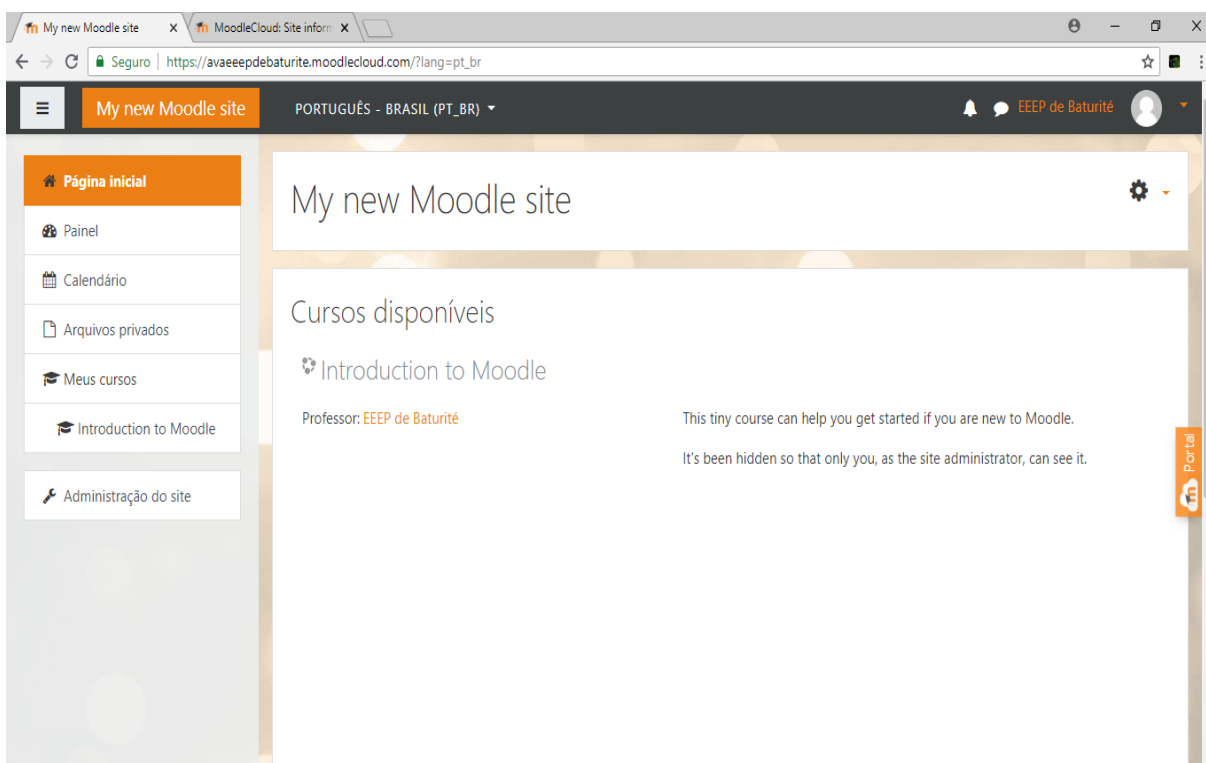 My new Moodle site
MoodleCloud: Site inform
Seguro
https://avaeeepdebaturite.moodlecloud.com/?lang=pt_br
My new Moodle site
PORTUGUÊS - BRASIL (PT_BR)
EEEP de Baturité
Página inicial
Painel
Calendário
Arquivos privados
Meus cursos
Introduction to Moodle
Administração do site
My new Moodle site
Cursos disponíveis
Introduction to Moodle
Professor: EEEP de Baturité
This tiny course can help you get started if you are new to Moodle.
It's been hidden so that only you, as the site administrator, can see it.
Portal